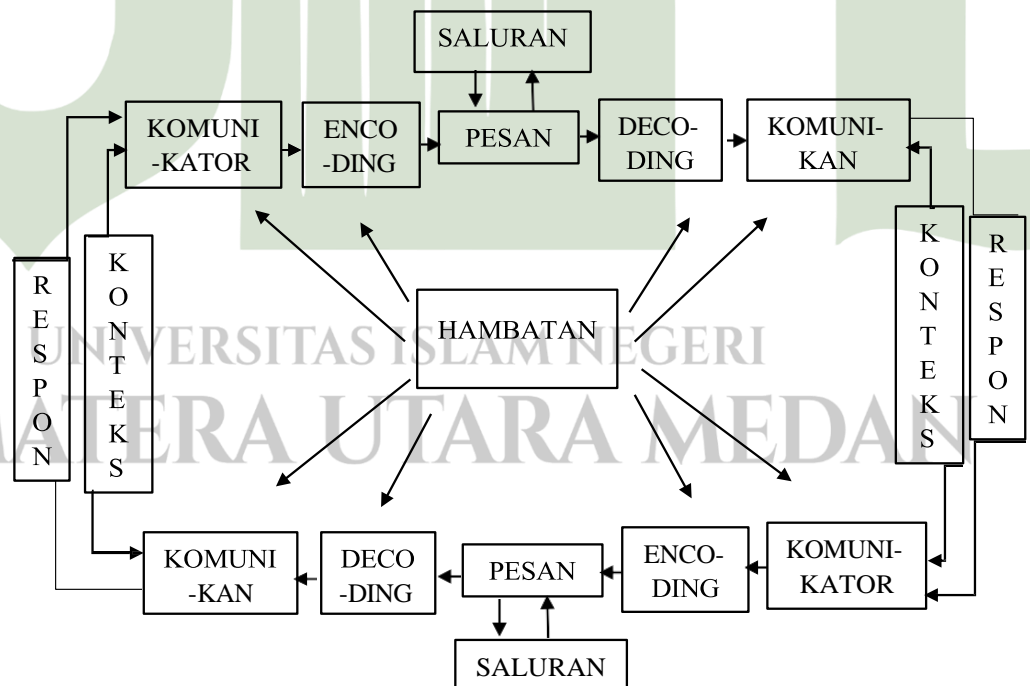 SALURAN
KOMUNI
-KATOR
ENCO
-DING
PESAN
DECO-
DING
KOMUNI-
KAN
R
E
S
P
O
N
K
O
N
T
E
K
S
HAMBATAN
K
O
N
T
E
K
S
R
E
S
P
O
N
UNIVERSITAS ISLAM NEGERI
MATERA UTARA MEDAN
KOMUNI
-KAN
DECO
-DING
PESAN
ENCO-
DING
KOMUNI-
KATOR
SALURAN